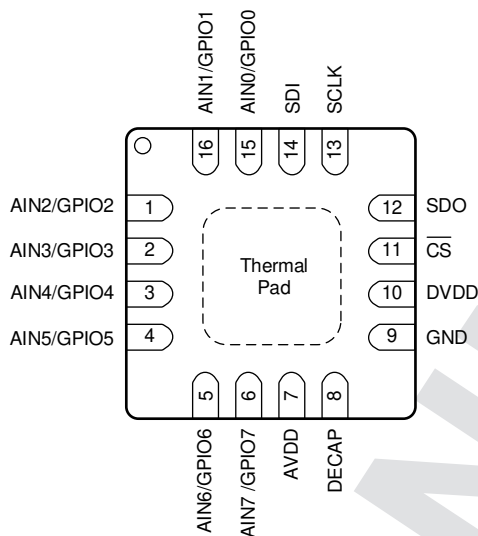 AIN1/GPIO1
AIN0/GPIO0
SDI
SCLK
16
15
14
13
AIN2/GPIO2
1
12
SDO
AIN3/GPIO3
2
11
CS
AIN4/GPIO4
3
10
DVDD
AIN5/GPIO5
4
9
GND
Thermal
Pad
5
6
7
8
AIN6/GPIO6
AIN7 /GPIO7
AVDD
DECAP